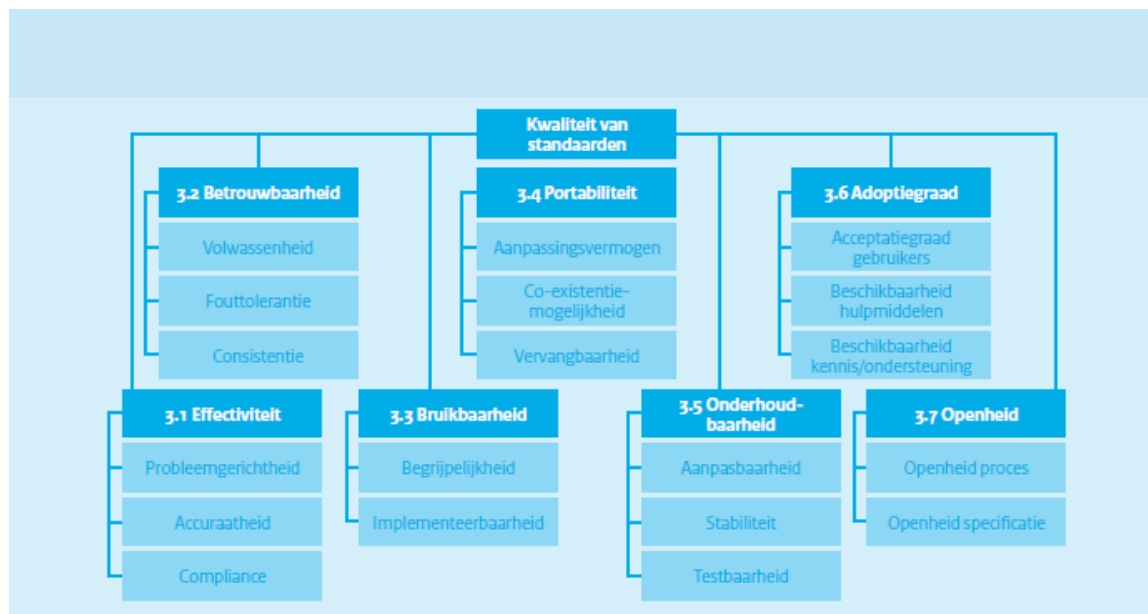 Kwaliteit van
standaarden
3.2 Betrouwbaarheid
Volwassenheid
Fouttolerantie
Consistentie
3.4 Portabiliteit
Aanpassingsvermogen
Co-existentie-
mogelijkheid
Vervangbaarheid
3.6 Adoptiegraad
Acceptatiegraad
gebruikers
Beschikbaarheid
hulpmiddelen
Beschikbaarheid
kennis/ondersteuning
3.1 Effectiviteit
Probleemgerichtheid
Accuraatheid
Compliance
3.3 Bruikbaarheid
Begrijpelijkheid
Implementeerbaarheid
3.5 Onderhoud-
baarheid
Aanpasbaarheid
Stabiliteit
Testbaarheid
3.7 Openheid
Openheid proces
Openheid specificatie